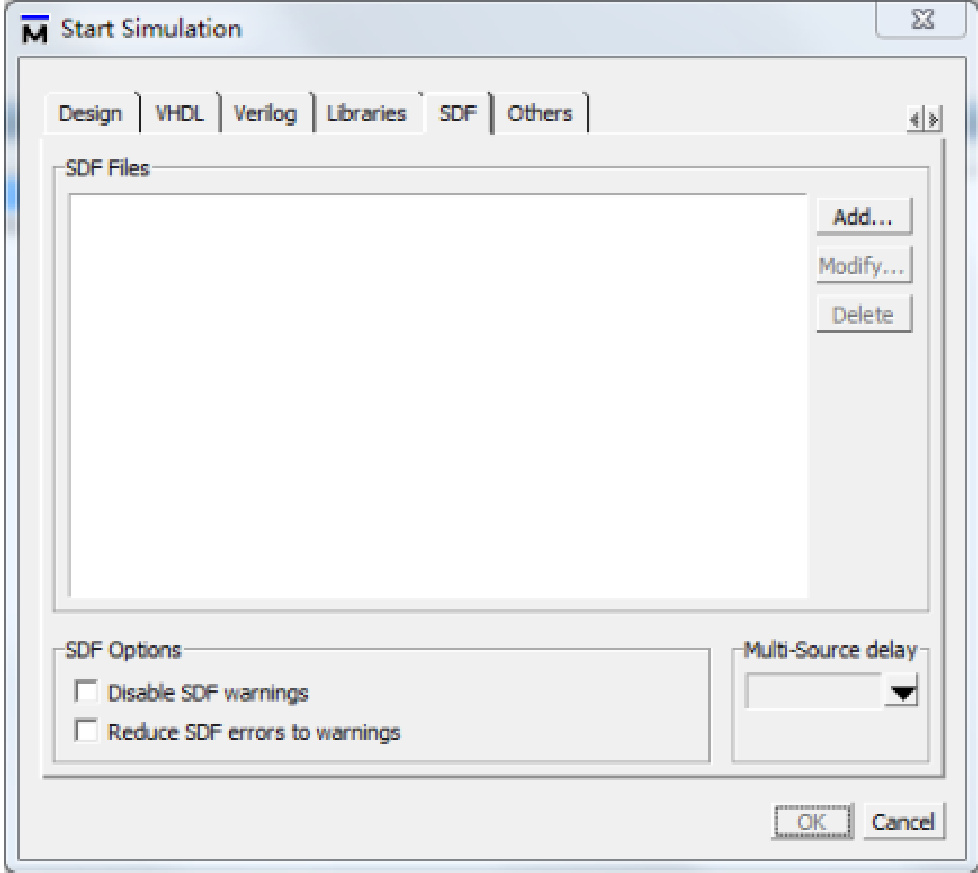 Start Simulation
Design VHDL Verilog Libraries SDF Others
SDF Files
Add...
Modify...
Delete
SDF Options
Multi-Source delay
Disable SDF warnings
Reduce SDF errors to warnings
OK Cancel